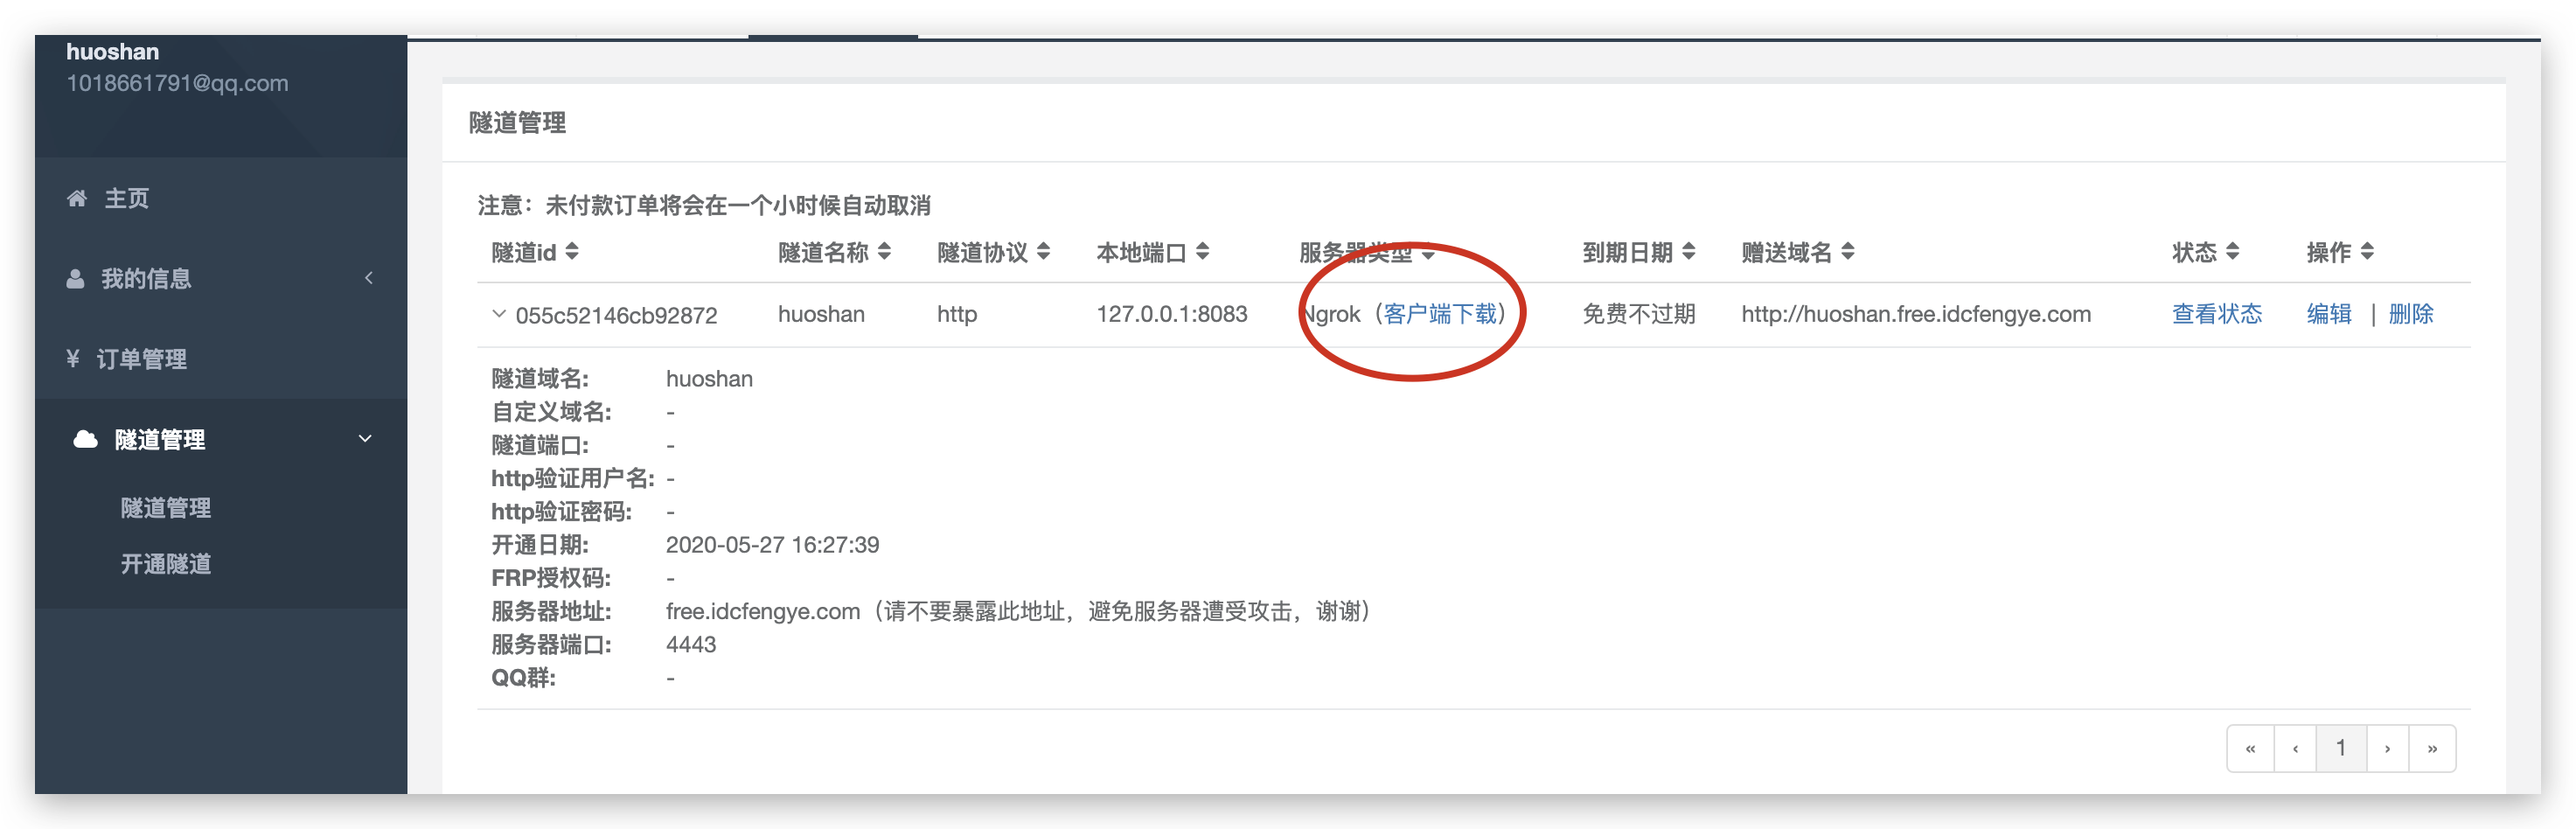 huoshan
1018661791@qq.com
主页
我的信息
¥ 订单管理
隧道管理
隧道管理
开通隧道
隧道管理
注意：未付款订单将会在一个小时候自动取消
隧道id 隧道名称 隧道协议 本地端口 服务器类型 到期日期 赠送域名 状态 操作
055c52146cb92872 huoshan http 127.0.0.1:8083 Ngrok（客户端下载） 免费不过期 http://huoshan.free.idcfengye.com 查看状态 编辑 | 删除
隧道域名: huoshan
自定义域名: -
隧道端口: -
http验证用户名: -
http验证密码: -
开通日期: 2020-05-27 16:27:39
FRP授权码: -
服务器地址: free.idcfengye.com（请不要暴露此地址，避免服务器遭受攻击，谢谢）
服务器端口: 4443
QQ群: -
« ‹ 1 › »